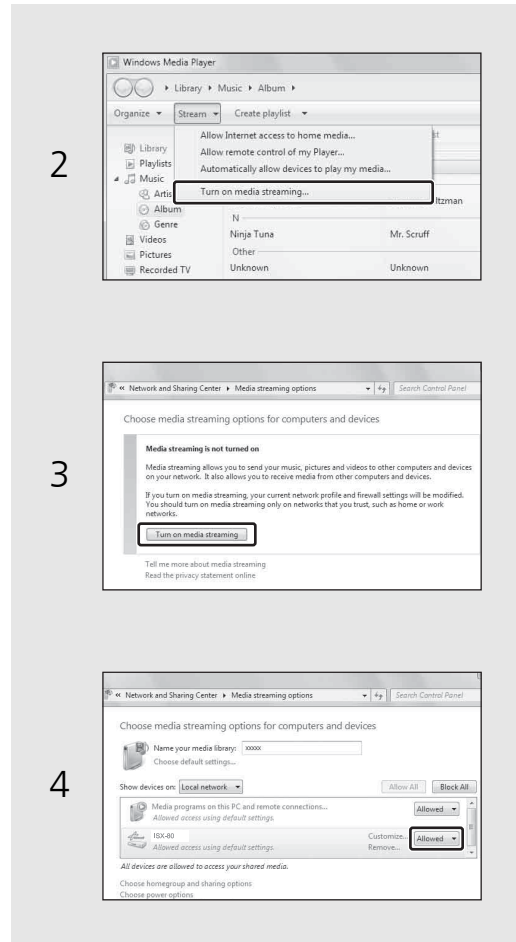 2
Windows Media Player
Library Music Album
Organize Stream Create playlist
Allow Internet access to home media...
Allow remote control of my Player...
Automatically allow devices to play my media...
Turn on media streaming...
Library
Playlists
Music
Artis
Album
Genre
Videos
Pictures
Recorded TV
ltzman
N
Ninja Tuna Mr. Scruff
Other
Unknown Unknown
3
« Network and Sharing Center Media streaming options Search Control Panel
Choose media streaming options for computers and devices
Media streaming is not turned on
Media streaming allows you to send your music, pictures and videos to other computers and devices
on your network. It also allows you to receive media from other computers and devices.
If you turn on media streaming, your current network profile and firewall settings will be modified.
You should turn on media streaming only on networks that you trust, such as home or work
networks.
Turn on media streaming
Tell me more about media streaming
Read the privacy statement online
4
« Network and Sharing Center Media streaming options Search Control Panel
Choose media streaming options for computers and devices
Name your media library: xxxxx
Choose default settings...
Show devices on: Local network Allow All Block All
Media programs on this PC and remote connections... Allowed
Allowed access using default settings.
ISX-80 Customize... Allowed
Allowed access using default settings. Remove...
All devices are allowed to access your shared media.
Choose homegroup and sharing options
Choose power options